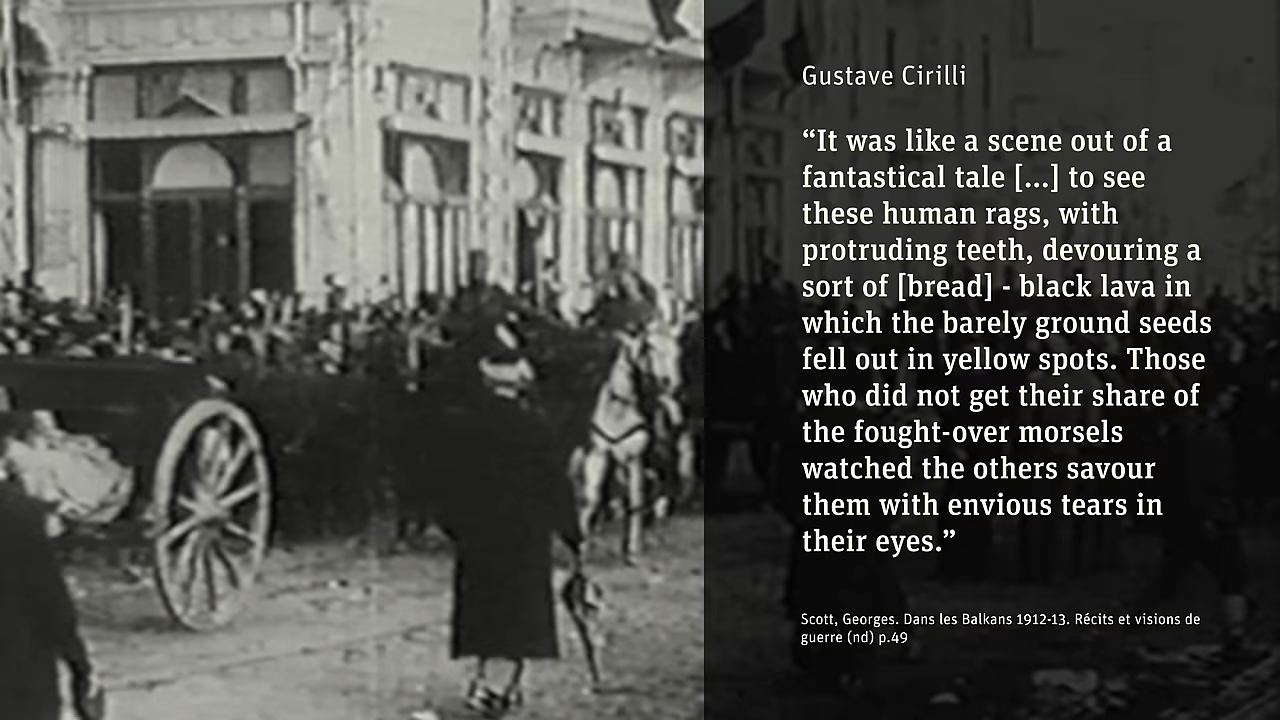 Gustave Cirilli
“It was like a scene out of a
fantastical tale [...] to see
these human rags, with
protruding teeth, devouring a
sort of [bread] - black lava in
which the barely ground seeds
fell out in yellow spots. Those
who did not get their share of
the fought-over morsels
watched the others savour
them with envious tears in
their eyes.”
Scott, Georges. Dans les Balkans 1912-13. Récits et visions de
guerre (nd) p.49